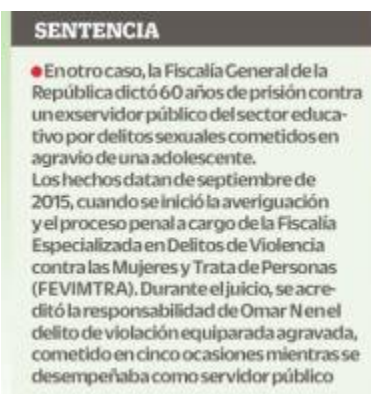 SENTENCIA
●En otro caso, la Fiscalía General de la
República dictó 60 años de prisión contra
un exservidor público del sector educa-
tivo por delitos sexuales cometidos en
agravio de una adolescente.
Los hechos datan de septiembre de
2015, cuando se inició la averiguación
y el proceso penal a cargo de la Fiscalía
Especializada en Delitos de Violencia
contra las Mujeres y Trata de Personas
(FEVIMTRA). Durante el juicio, se acre-
ditó la responsabilidad de Omar N en el
delito de violación equiparada agravada,
cometido en cinco ocasiones mientras se
desempeñaba como servidor público